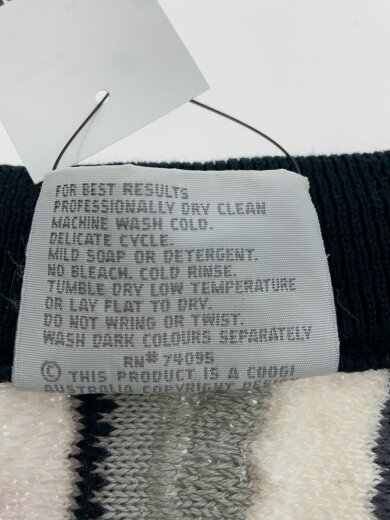 FOR BEST RESULTS
PROFESSIONALLY DRY CLEAN
MACHINE WASH COLD.
DELICATE CYCLE.
MILD SOAP OR DETERGENT.
NO BLEACH. COLD RINSE.
TUMBLE DRY LOW TEMPERATURE
OR LAY FLAT TO DRY.
DO NOT WRING OR TWIST.
WASH DARK COLOURS SEPARATELY
RN# 74095
© THIS PRODUCT IS A COOGI
AUSTRALIA COPYRIGHT DESIGN